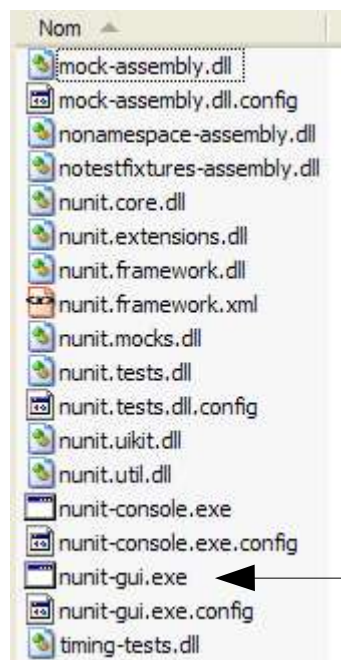 Nom
mock-assembly.dll
mock-assembly.dll.config
nonamespace-assembly.dll
notestfixtures-assembly.dll
nunit.core.dll
nunit.extensions.dll
nunit.framework.dll
nunit.framework.xml
nunit.mocks.dll
nunit.tests.dll
nunit.tests.dll.config
nunit.uikit.dll
nunit.util.dll
nunit-console.exe
nunit-console.exe.config
nunit-gui.exe
nunit-gui.exe.config
timing-tests.dll